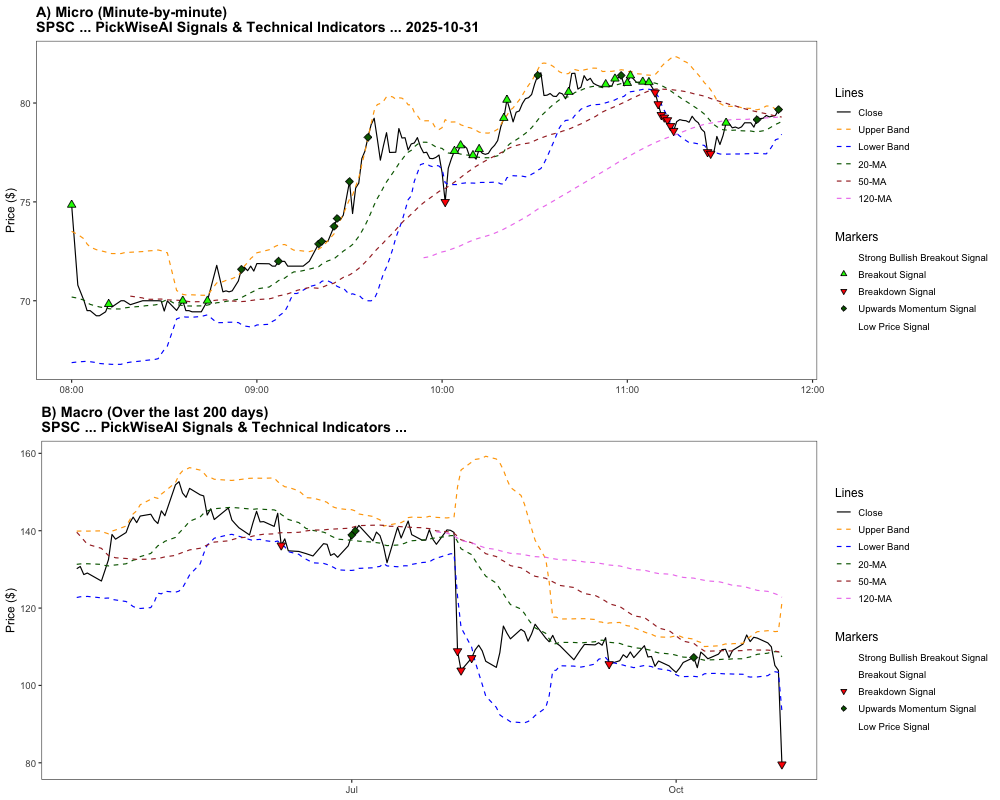 A) Micro (Minute-by-minute)
SPSC ... PickWiseAI Signals & Technical Indicators ... 2025-10-31
Price ($)
80
75
70
08:00
09:00
10:00
11:00
12:00
Lines
Close
Upper Band
Lower Band
20-MA
50-MA
120-MA
Markers
Strong Bullish Breakout Signal
Breakout Signal
Breakdown Signal
Upwards Momentum Signal
Low Price Signal
B) Macro (Over the last 200 days)
SPSC ... PickWiseAI Signals & Technical Indicators ...
Price ($)
160
140
120
100
80
Jul
Oct
Lines
Close
Upper Band
Lower Band
20-MA
50-MA
120-MA
Markers
Strong Bullish Breakout Signal
Breakout Signal
Breakdown Signal
Upwards Momentum Signal
Low Price Signal